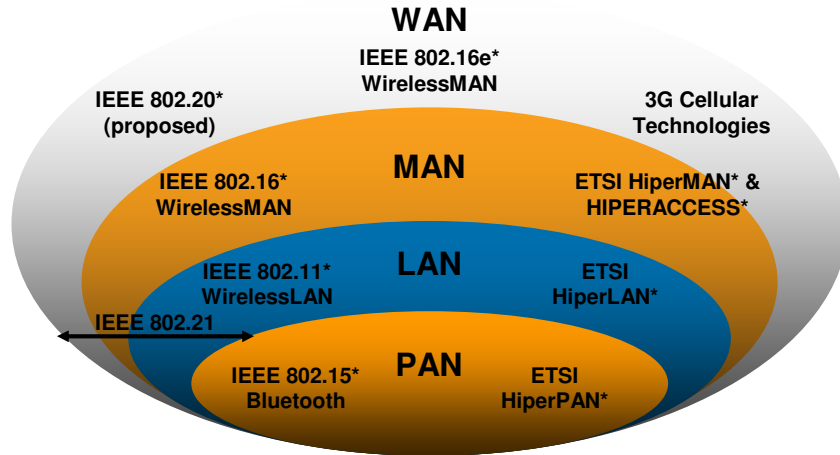 WAN
IEEE 802.16e*
WirelessMAN
IEEE 802.20*
(proposed)
3G Cellular
Technologies
MAN
IEEE 802.16*
WirelessMAN
ETSI HiperMAN* &
HIPERACCESS*
LAN
IEEE 802.11*
WirelessLAN
ETSI
HiperLAN*
IEEE 802.21
PAN
IEEE 802.15*
Bluetooth
ETSI
HiperPAN*